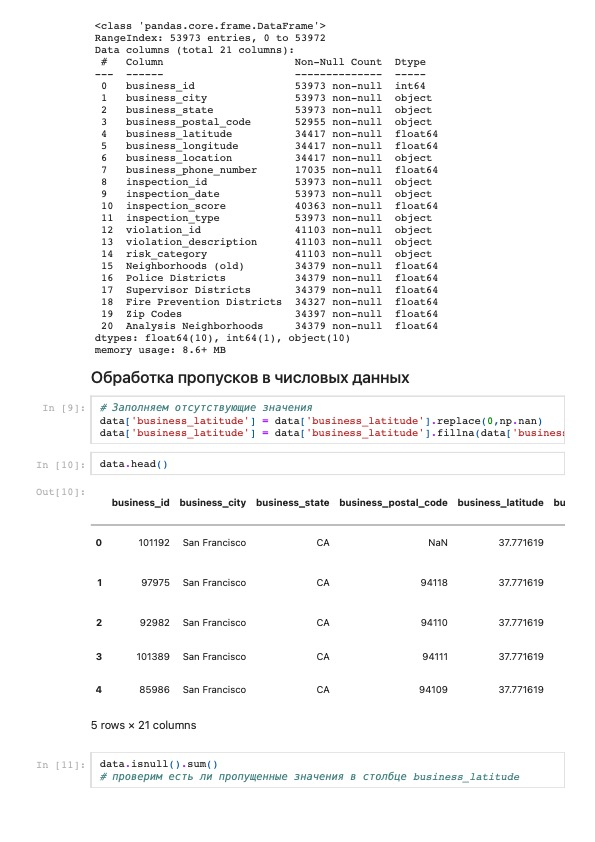 <class 'pandas.core.frame.DataFrame'>
RangeIndex: 53973 entries, 0 to 53972
Data columns (total 21 columns):
 #   Column                     Non-Null Count  Dtype
---  ------                     --------------  -----
 0   business_id                53973 non-null  int64
 1   business_city              53973 non-null  object
 2   business_state             53973 non-null  object
 3   business_postal_code       52955 non-null  object
 4   business_latitude          34417 non-null  float64
 5   business_longitude         34417 non-null  float64
 6   business_location          34417 non-null  object
 7   business_phone_number      17035 non-null  float64
 8   inspection_id              53973 non-null  object
 9   inspection_date            53973 non-null  object
 10  inspection_score           40363 non-null  float64
 11  inspection_type            53973 non-null  object
 12  violation_id               41103 non-null  object
 13  violation_description      41103 non-null  object
 14  risk_category              41103 non-null  object
 15  Neighborhoods (old)        34379 non-null  float64
 16  Police Districts           34379 non-null  float64
 17  Supervisor Districts       34379 non-null  float64
 18  Fire Prevention Districts  34327 non-null  float64
 19  Zip Codes                  34397 non-null  float64
 20  Analysis Neighborhoods     34379 non-null  float64
dtypes: float64(10), int64(1), object(10)
memory usage: 8.6+ MB
Обработка пропусков в числовых данных
In [9]: # Заполняем отсутствующие значения
data['business_latitude'] = data['business_latitude'].replace(0,np.nan)
data['business_latitude'] = data['business_latitude'].fillna(data['business
In [10]: data.head()
Out[10]:
business_id business_city business_state business_postal_code business_latitude bu
0 101192 San Francisco CA NaN 37.771619
1 97975 San Francisco CA 94118 37.771619
2 92982 San Francisco CA 94110 37.771619
3 101389 San Francisco CA 94111 37.771619
4 85986 San Francisco CA 94109 37.771619
5 rows × 21 columns
In [11]: data.isnull().sum()
# проверим есть ли пропущенные значения в столбце business_latitude